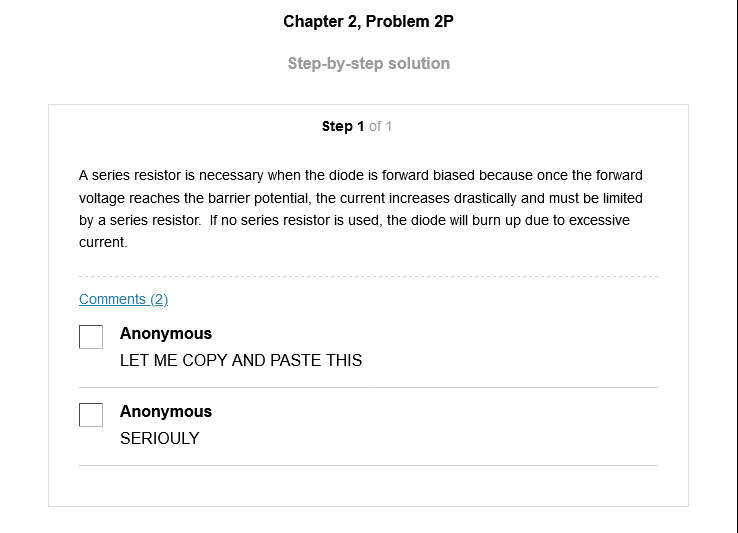 Chapter 2, Problem 2P
Step-by-step solution
Step 1 of 1
A series resistor is necessary when the diode is forward biased because once the forward
voltage reaches the barrier potential, the current increases drastically and must be limited
by a series resistor.  If no series resistor is used, the diode will burn up due to excessive
current.
Comments (2)
Anonymous
LET ME COPY AND PASTE THIS
Anonymous
SERIOULY